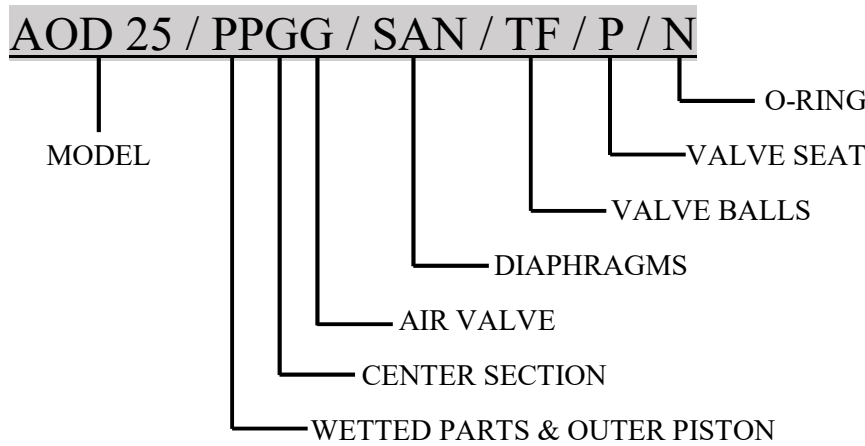 AOD 25 / PPGG / SAN / TF / P / N
O-RING
MODEL
VALVE SEAT
VALVE BALLS
DIAPHRAGMS
AIR VALVE
CENTER SECTION
WETTED PARTS & OUTER PISTON